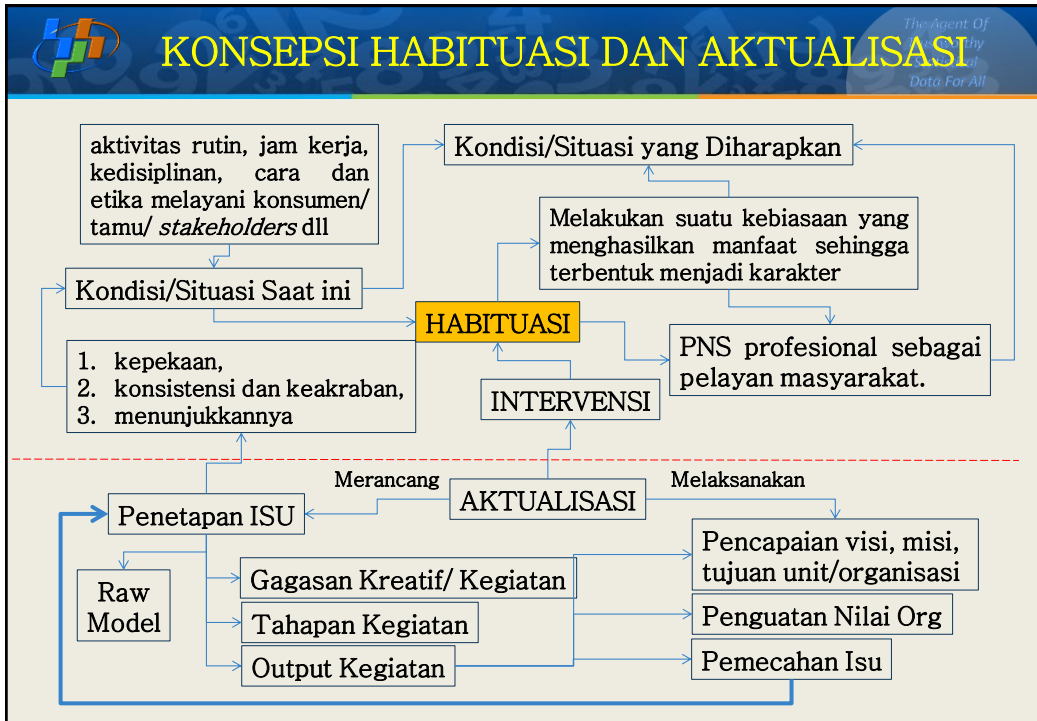 The Agent Of
KONSEPSI HABITUASI DAN AKTUALISASI
Data For All
aktivitas rutin, jam kerja,
kedisiplinan, cara dan
etika melayani konsumen/
tamu/ stakeholders dll
Kondisi/Situasi yang Diharapkan
Melakukan suatu kebiasaan yang
menghasilkan manfaat sehingga
terbentuk menjadi karakter
Kondisi/Situasi Saat ini
HABITUASI
PNS profesional sebagai
pelayan masyarakat.
1. kepekaan,
2. konsistensi dan keakraban,
3. menunjukkannya
INTERVENSI
Merancang
AKTUALISASI
Melaksanakan
Penetapan ISU
Pencapaian visi, misi,
tujuan unit/organisasi
Raw
Model
Gagasan Kreatif/ Kegiatan
Tahapan Kegiatan
Penguatan Nilai Org
Output Kegiatan
Pemecahan Isu